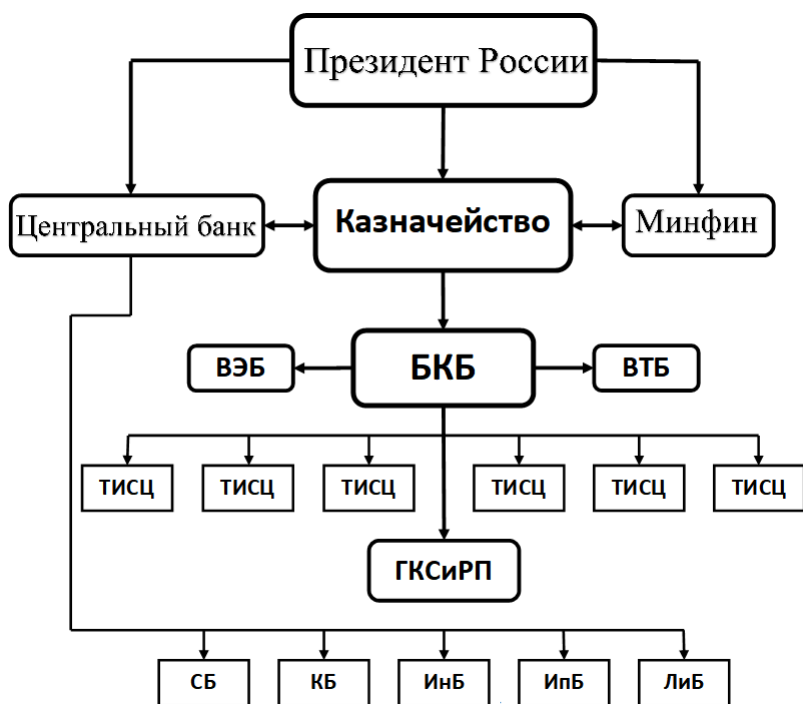 Президент России
Центральный банк
Казначейство
Минфин
ВЭБ
БКБ
ВТБ
ТИСЦ
ТИСЦ
ТИСЦ
ТИСЦ
ТИСЦ
ТИСЦ
ГКСиРП
СБ
КБ
ИнБ
ИпБ
ЛиБ